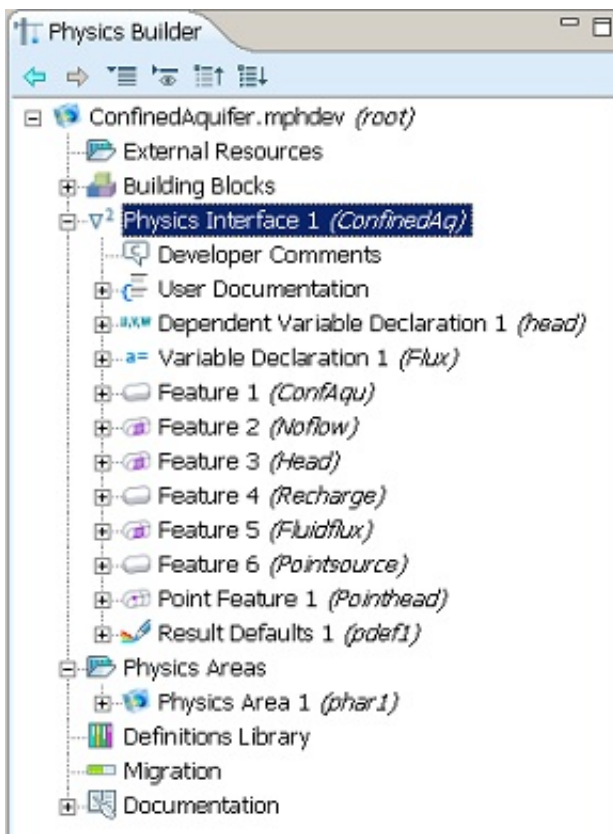 Physics Builder
ConfinedAquifer.mphdev (root)
External Resources
Building Blocks
∇² Physics Interface 1 (ConfinedAq)
Developer Comments
User Documentation
u,v,w Dependent Variable Declaration 1 (head)
a= Variable Declaration 1 (Flux)
Feature 1 (ConfAqu)
Feature 2 (Noflow)
Feature 3 (Head)
Feature 4 (Recharge)
Feature 5 (Fluidflux)
Feature 6 (Pointsource)
Point Feature 1 (Pointhead)
Result Defaults 1 (pdef1)
Physics Areas
Physics Area 1 (phar1)
Definitions Library
Migration
Documentation